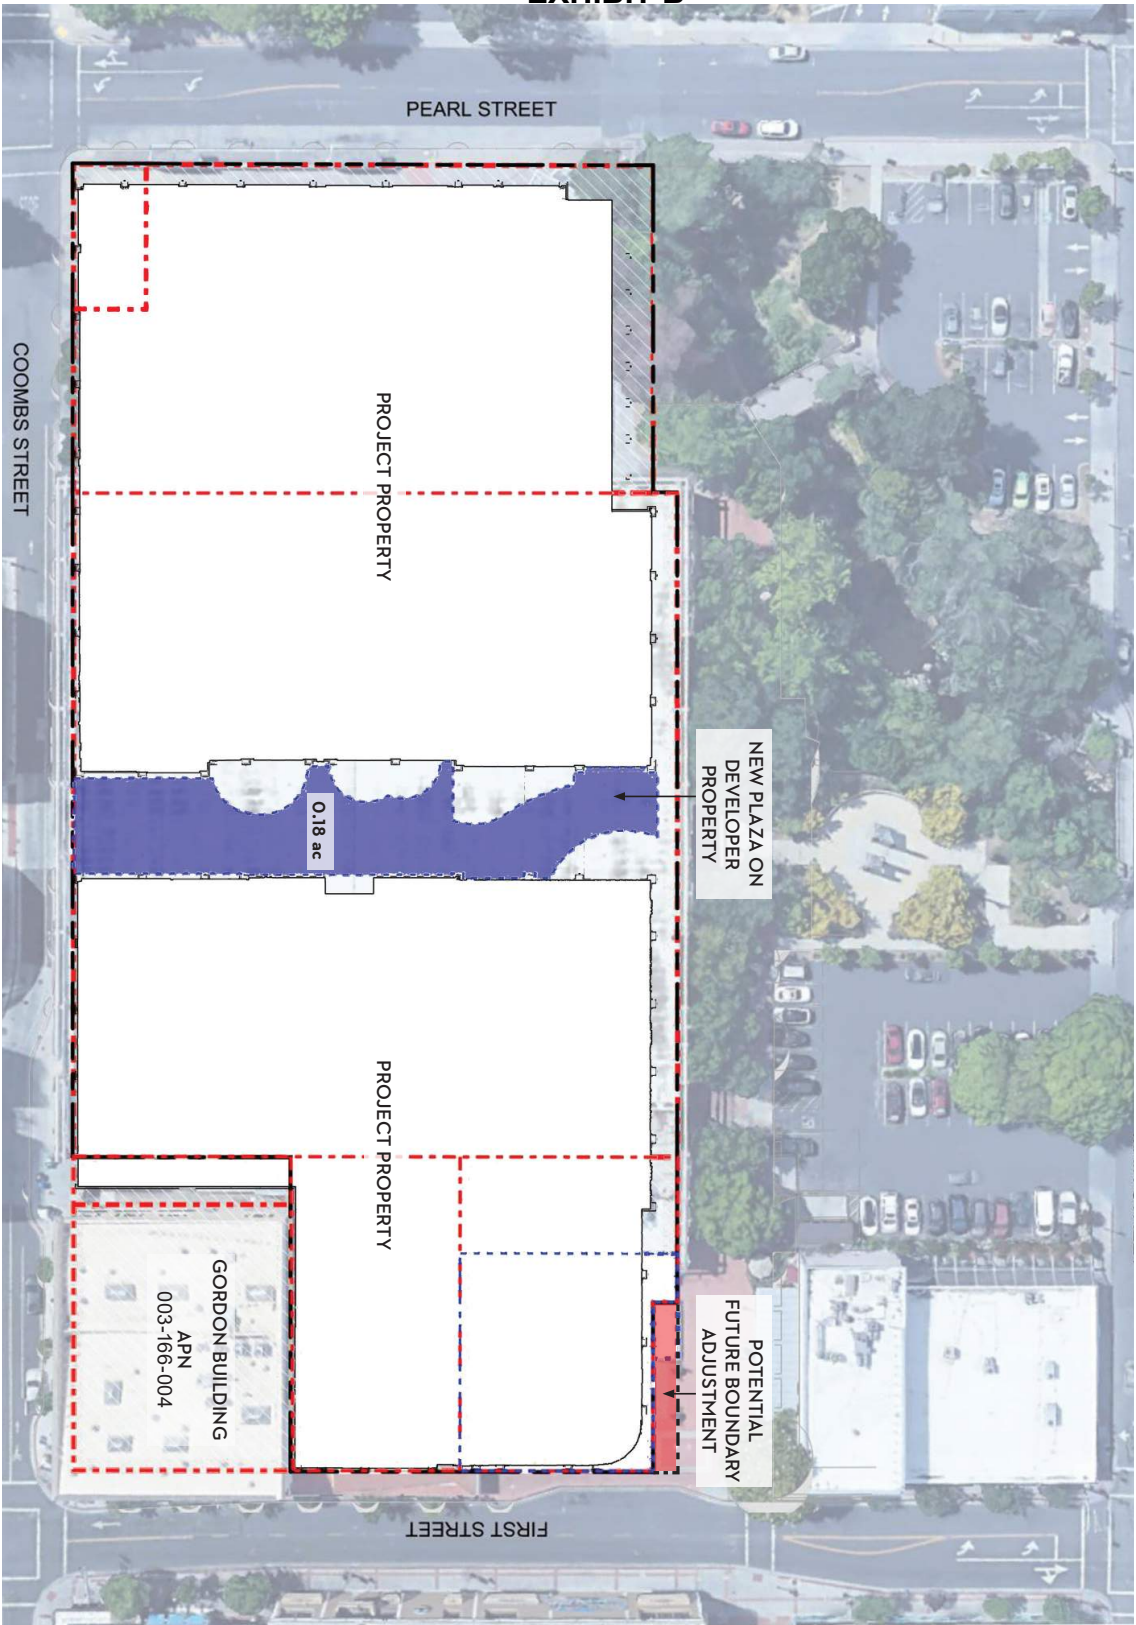 PEARL STREET
COOMBS STREET
PROJECT PROPERTY
NEW PLAZA ON
DEVELOPER
PROPERTY
0.18 ac
PROJECT PROPERTY
POTENTIAL
FUTURE BOUNDARY
ADJUSTMENT
GORDON BUILDING
APN
003-166-004
FIRST STREET